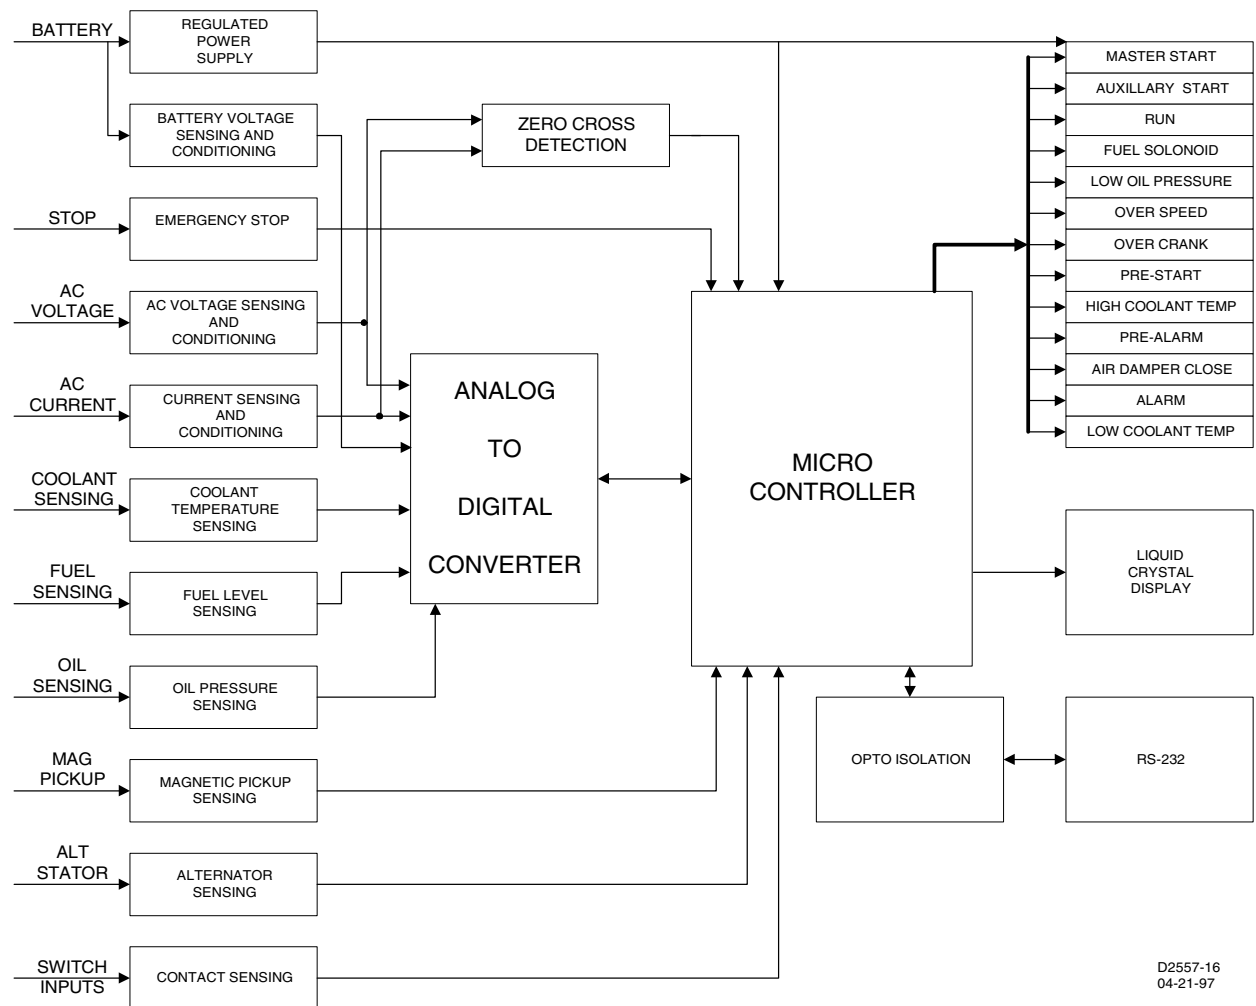 BATTERY
REGULATED
POWER
SUPPLY
BATTERY VOLTAGE
SENSING AND
CONDITIONING
ZERO CROSS
DETECTION
STOP
EMERGENCY STOP
AC
VOLTAGE
AC VOLTAGE SENSING
AND
CONDITIONING
AC
CURRENT
CURRENT SENSING
AND
CONDITIONING
COOLANT
SENSING
COOLANT
TEMPERATURE
SENSING
FUEL
SENSING
FUEL LEVEL
SENSING
OIL
SENSING
OIL PRESSURE
SENSING
MAG
PICKUP
MAGNETIC PICKUP
SENSING
ALT
STATOR
ALTERNATOR
SENSING
SWITCH
INPUTS
CONTACT SENSING
ANALOG
TO
DIGITAL
CONVERTER
MICRO
CONTROLLER
MASTER START
AUXILLARY START
RUN
FUEL SOLONOID
LOW OIL PRESSURE
OVER SPEED
OVER CRANK
PRE-START
HIGH COOLANT TEMP
PRE-ALARM
AIR DAMPER CLOSE
ALARM
LOW COOLANT TEMP
LIQUID
CRYSTAL
DISPLAY
OPTO ISOLATION
RS-232
D2557-16
04-21-97